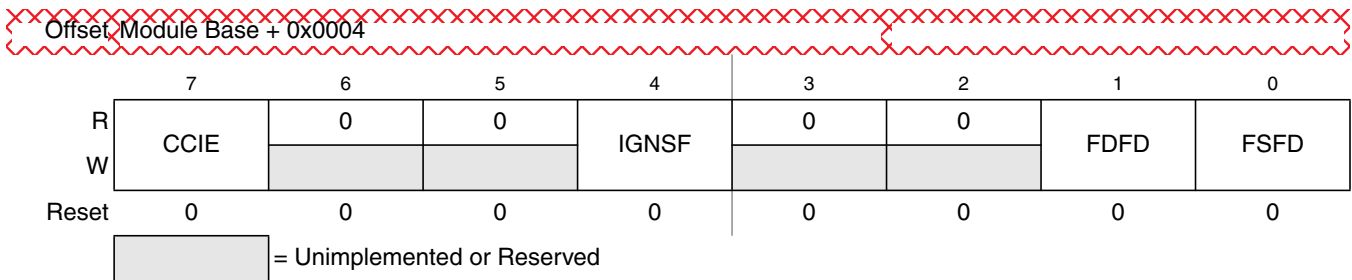 Offset Module Base + 0x0004
7 6 5 4 3 2 1 0
R CCIE 0 0 IGNSF 0 0 FDFD FSFD
W
Reset 0 0 0 0 0 0 0 0
= Unimplemented or Reserved